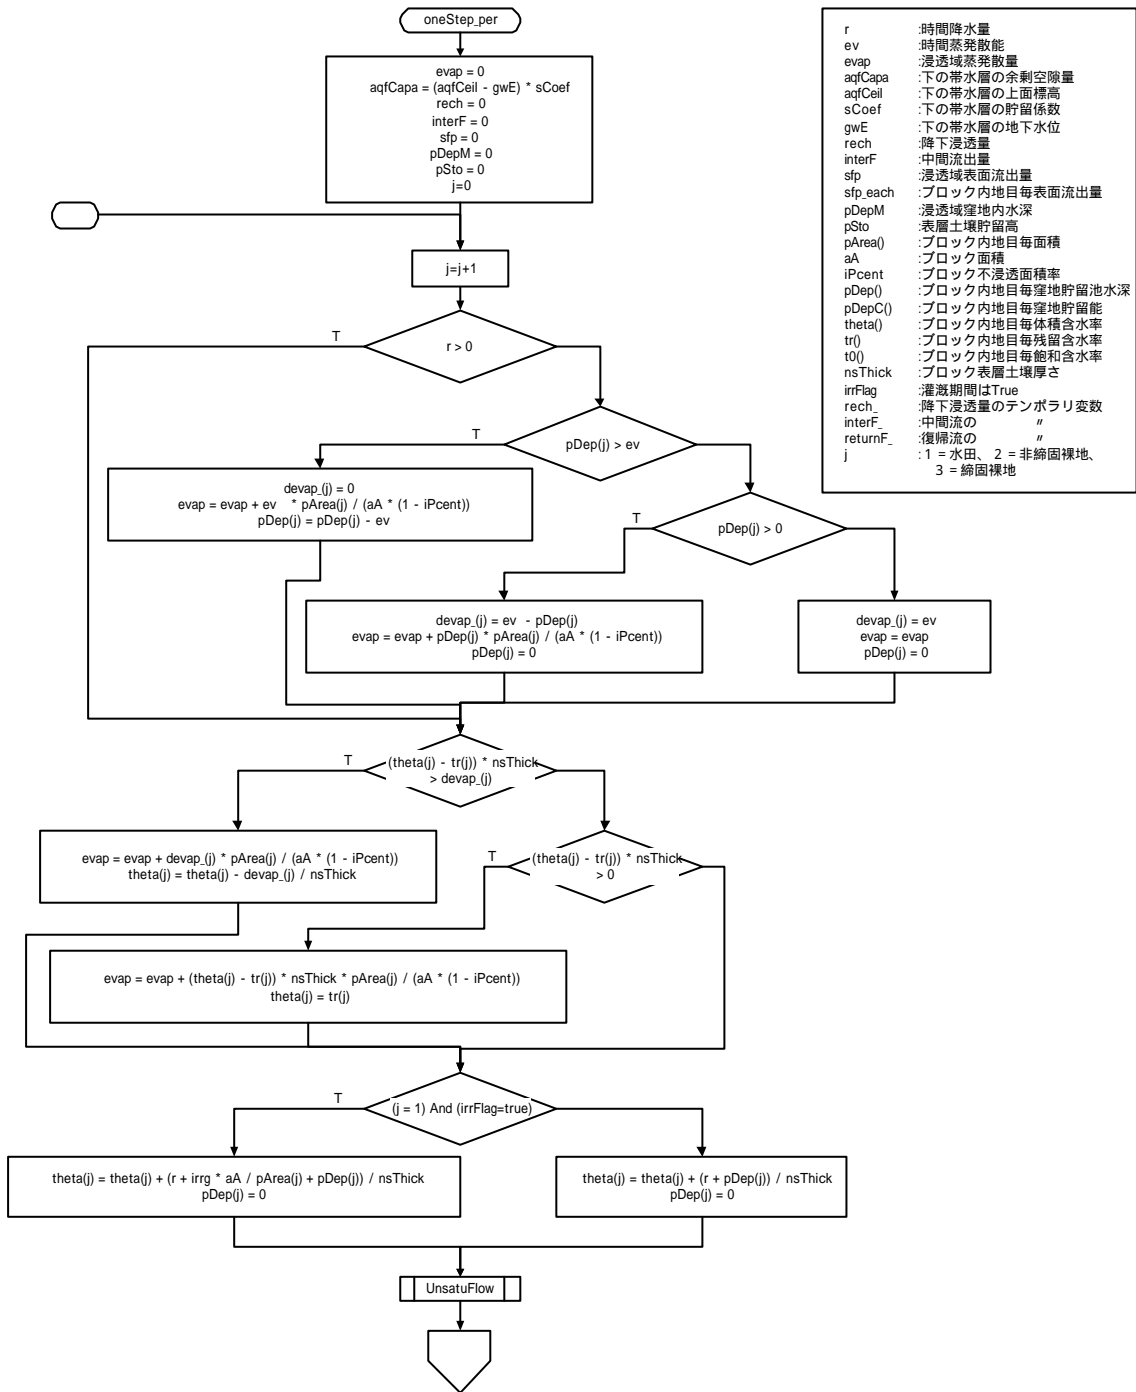 oneStep_per
evap = 0
aqfCapa = (aqfCeil - gwE) * sCoef
rech = 0
interF = 0
sfp = 0
pDepM = 0
pSto = 0
j=0
r :時間降水量
ev :時間蒸発散能
evap :浸透域蒸発散量
aqfCapa :下の帯水層の余剰空隙量
aqfCeil :下の帯水層の上面標高
sCoef :下の帯水層の貯留係数
gwE :下の帯水層の地下水位
rech :降下浸透量
interF :中間流出量
sfp :浸透域表面流出量
sfp_each :ブロック内地目毎表面流出量
pDepM :浸透域窪地内水深
pSto :表層土壌貯留高
pArea() :ブロック内地目毎面積
aA :ブロック面積
iPcent :ブロック不浸透面積率
pDep() :ブロック内地目毎窪地貯留池水深
pDepC() :ブロック内地目毎窪地貯留能
theta() :ブロック内地目毎体積含水率
tr() :ブロック内地目毎残留含水率
t0() :ブロック内地目毎飽和含水率
nsThick :ブロック表層土壌厚さ
irrFlag :灌漑期間はTrue
rech_ :降下浸透量のテンポラリ変数
interF_ :中間流の 〃
returnF_ :復帰流の 〃
j :1 =水田、 2 =非締固裸地、
3 =締固裸地
j=j+1
T
r > 0
T
pDep(j) > ev
devap_(j) = 0
evap = evap + ev * pArea(j) / (aA * (1 - iPcent))
pDep(j) = pDep(j) - ev
T
pDep(j) > 0
devap_(j) = ev - pDep(j)
evap = evap + pDep(j) * pArea(j) / (aA * (1 - iPcent))
pDep(j) = 0
devap_(j) = ev
evap = evap
pDep(j) = 0
T
(theta(j) - tr(j)) * nsThick
> devap_(j)
evap = evap + devap_(j) * pArea(j) / (aA * (1 - iPcent))
theta(j) = theta(j) - devap_(j) / nsThick
T
(theta(j) - tr(j)) * nsThick
> 0
evap = evap + (theta(j) - tr(j)) * nsThick * pArea(j) / (aA * (1 - iPcent))
theta(j) = tr(j)
T
(j = 1) And (irrFlag=true)
theta(j) = theta(j) + (r + irrg * aA / pArea(j) + pDep(j)) / nsThick
pDep(j) = 0
theta(j) = theta(j) + (r + pDep(j)) / nsThick
pDep(j) = 0
UnsatuFlow